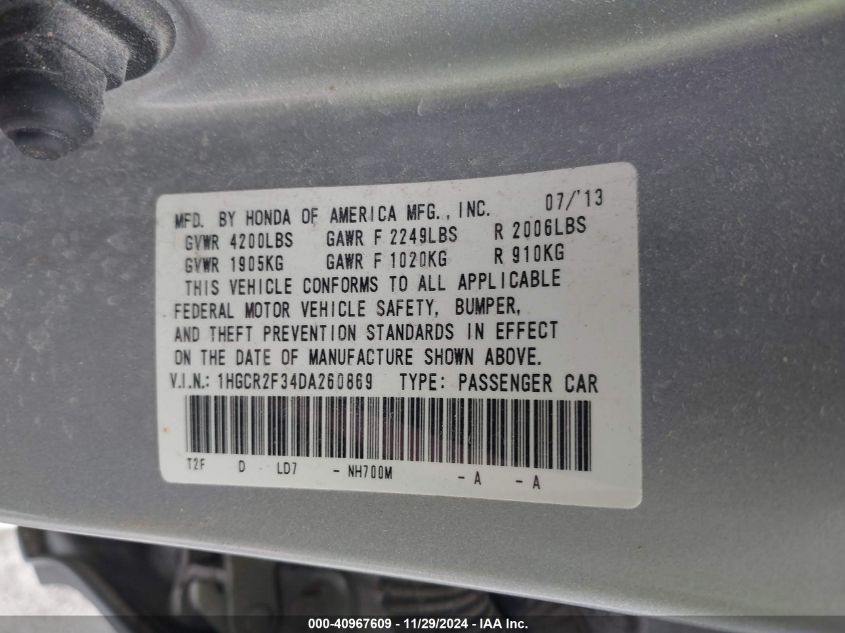 MFD. BY HONDA OF AMERICA MFG., INC. 07/'13
GVWR 4200LBS GAWR F 2249LBS R 2006LBS
GVWR 1905KG GAWR F 1020KG R 910KG
THIS VEHICLE CONFORMS TO ALL APPLICABLE
FEDERAL MOTOR VEHICLE SAFETY, BUMPER,
AND THEFT PREVENTION STANDARDS IN EFFECT
ON THE DATE OF MANUFACTURE SHOWN ABOVE.
V.I.N.: 1HGCR2F34DA260869 TYPE: PASSENGER CAR
T2F D LD7 - NH700M - A - A
000-40967609 - 11/29/2024 - IAA Inc.